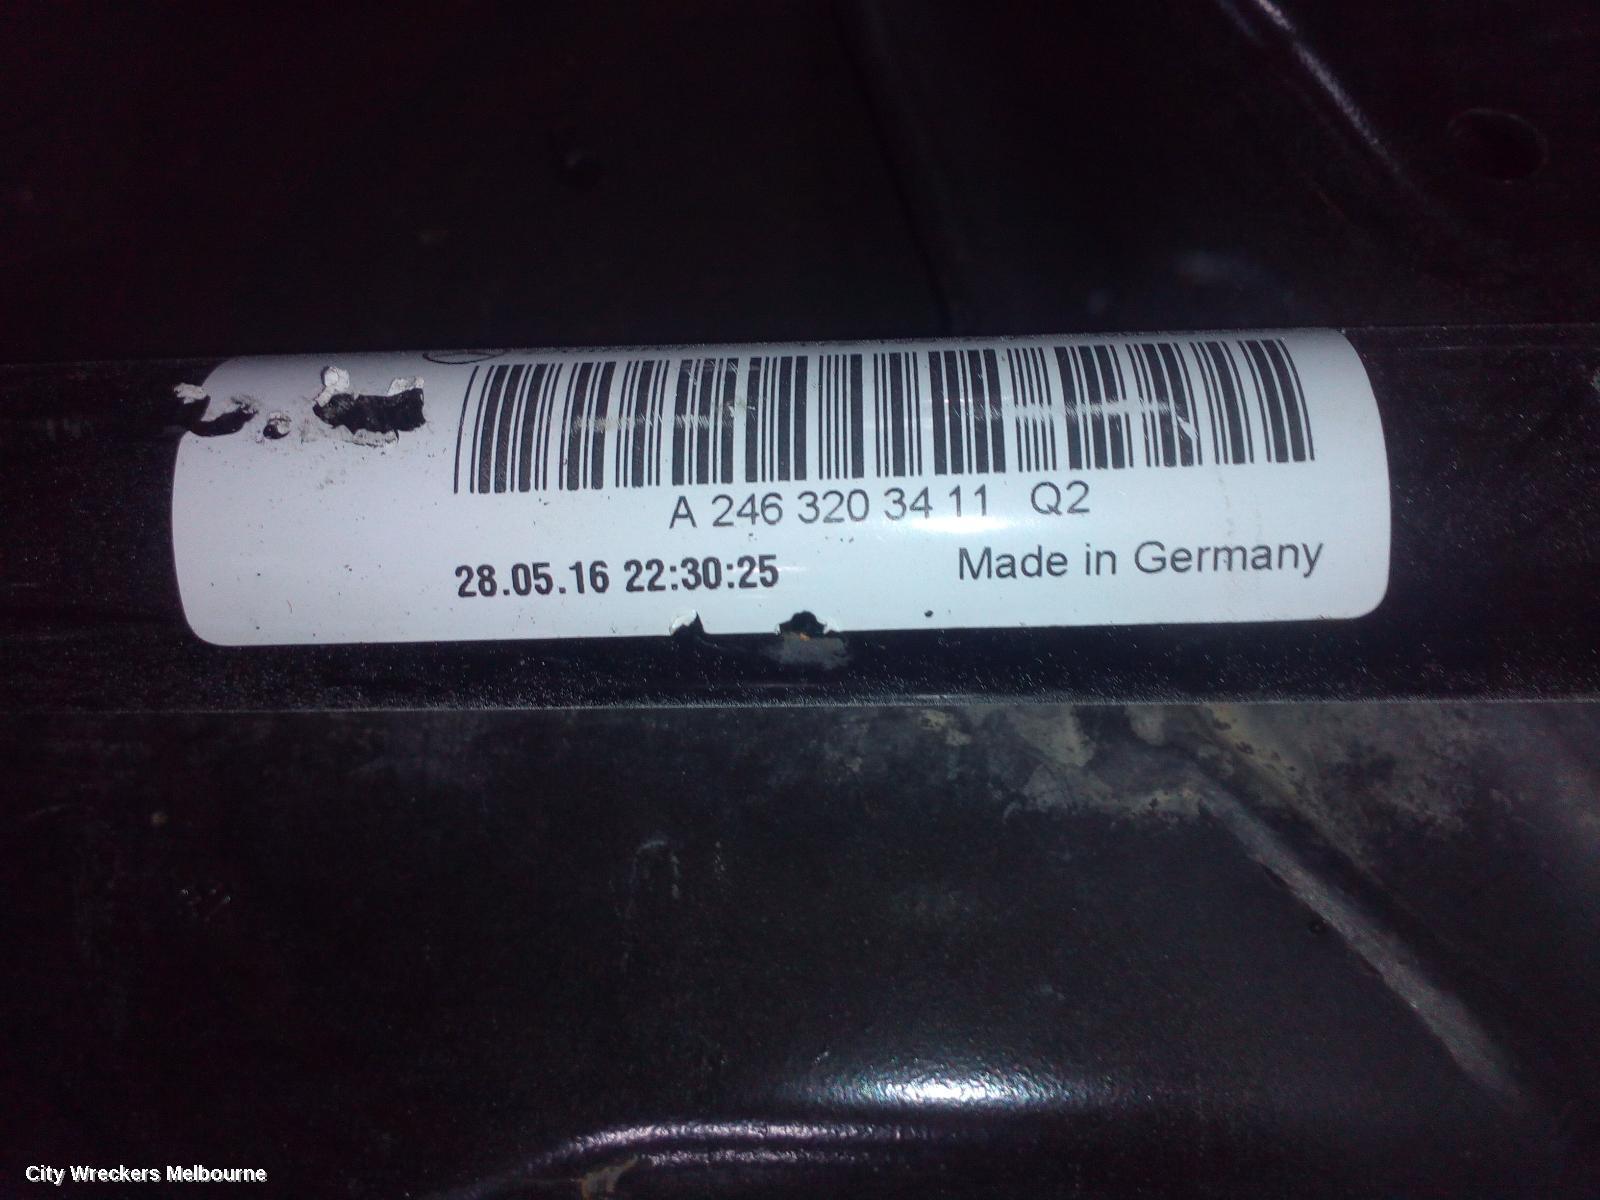 A 246 320 34 11 Q2
28.05.16 22:30:25 Made in Germany
City Wreckers Melbourne